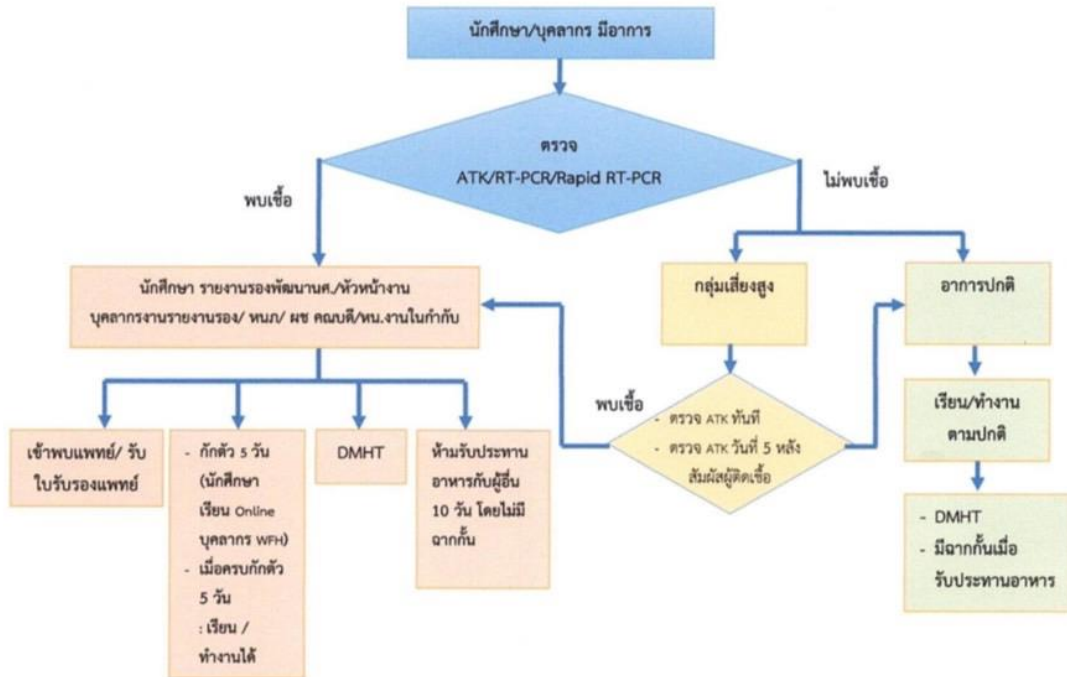 นักศึกษา/บุคลากร มีอาการ
ตรวจ
ATK/RT-PCR/Rapid RT-PCR
พบเชื้อ
ไม่พบเชื้อ
นักศึกษา รายงานรองพัฒนานศ./หัวหน้างาน
บุคลากรงานรายงานรอง/ หนภ/ ผช คณบดี/หน.งานในกำกับ
กลุ่มเสี่ยงสูง
อาการปกติ
พบเชื้อ
- ตรวจ ATK ทันที
- ตรวจ ATK วันที่ 5 หลัง
สัมผัสผู้ติดเชื้อ
เรียน/ทำงาน
ตามปกติ
เข้าพบแพทย์/ รับ
ใบรับรองแพทย์
- กักตัว 5 วัน
(นักศึกษา
เรียน Online
บุคลากร WFH)
- เมื่อครบกักตัว
5 วัน
: เรียน /
ทำงานได้
DMHT
ห้ามรับประทาน
อาหารกับผู้อื่น
10 วัน โดยไม่มี
ฉากกั้น
- DMHT
- มีฉากกั้นเมื่อ
รับประทานอาหาร